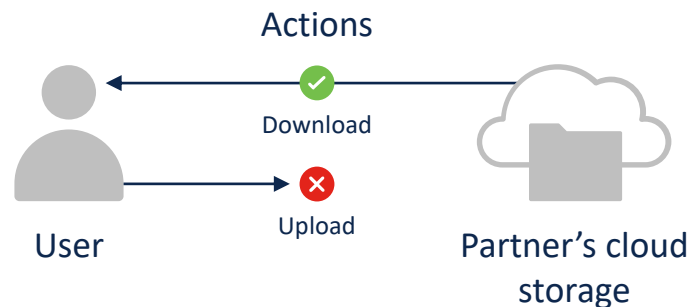 Actions
Download
Upload
User
Partner’s cloud
storage